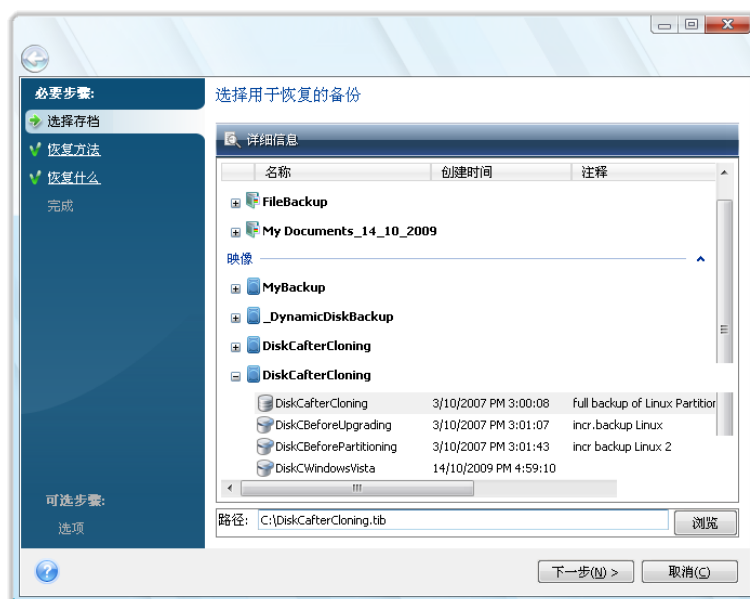 必要步骤:
选择存档
恢复方法
恢复什么
完成
可选步骤:
选项
选择用于恢复的备份
详细信息
名称 创建时间 注释
FileBackup
My Documents_14_10_2009
映像
MyBackup
_DynamicDiskBackup
DiskCafterCloning
DiskCafterCloning
DiskCafterCloning 3/10/2007 PM 3:00:08 full backup of Linux Partitior
DiskCBeforeUpgrading 3/10/2007 PM 3:01:07 incr.backup Linux
DiskCBeforePartitioning 3/10/2007 PM 3:01:43 incr backup Linux 2
DiskCWindowsVista 14/10/2009 PM 4:59:10
路径: C:\DiskCafterCloning.tib 浏览
下一步(N) > 取消(C)